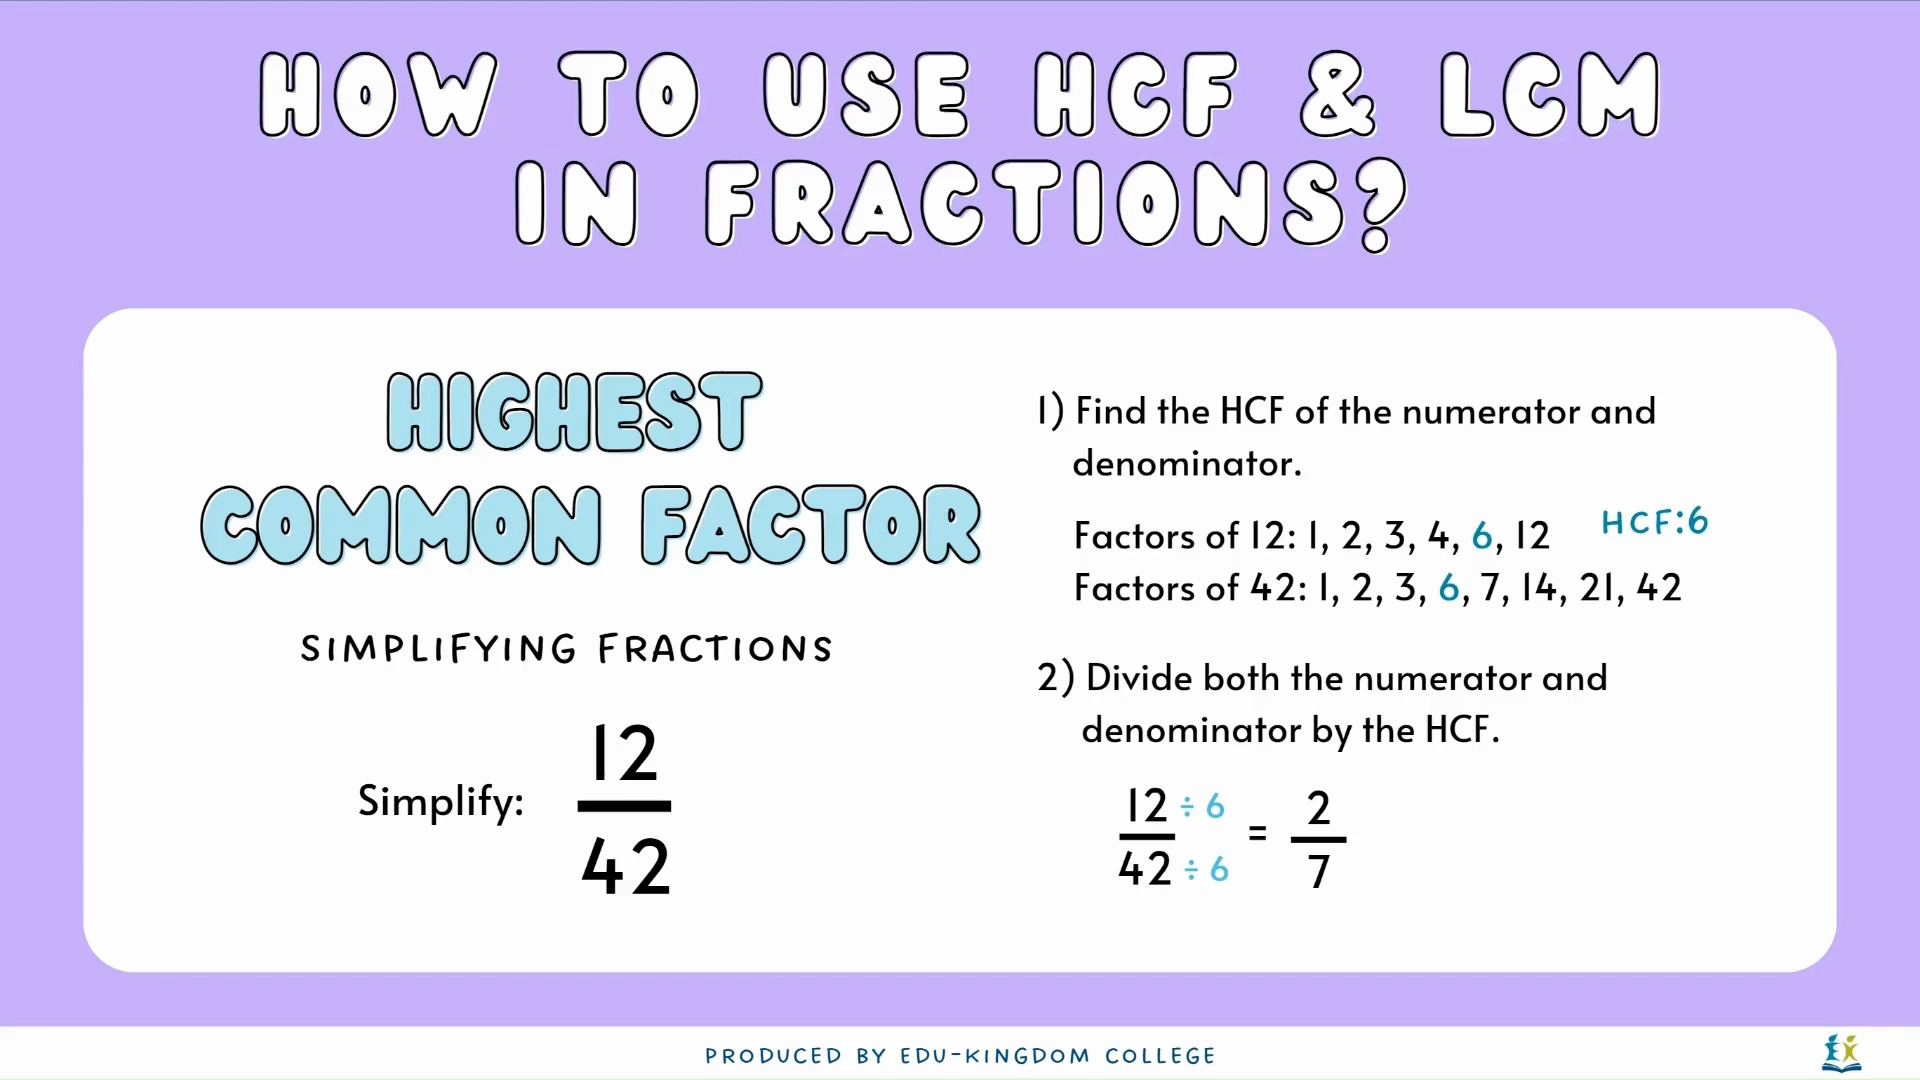 HOW TO USE HCF & LCM
IN FRACTIONS?
HIGHEST
COMMON FACTOR
SIMPLIFYING FRACTIONS
Simplify:
12
42
1) Find the HCF of the numerator and
denominator.
Factors of 12: 1, 2, 3, 4, 6, 12
HCF:6
Factors of 42: 1, 2, 3, 6, 7, 14, 21, 42
2) Divide both the numerator and
denominator by the HCF.
12 ÷ 6
42 ÷ 6
=
2
7
PRODUCED BY EDU-KINGDOM COLLEGE